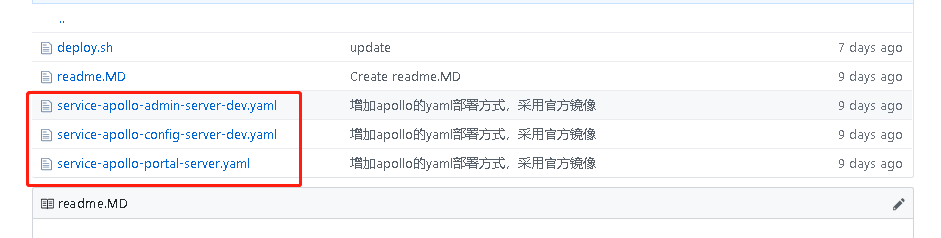 ..
deploy.sh update 7 days ago
readme.MD Create readme.MD 9 days ago
service-apollo-admin-server-dev.yaml 增加apollo的yaml部署方式，采用官方镜像 9 days ago
service-apollo-config-server-dev.yaml 增加apollo的yaml部署方式，采用官方镜像 9 days ago
service-apollo-portal-server.yaml 增加apollo的yaml部署方式，采用官方镜像 9 days ago
readme.MD